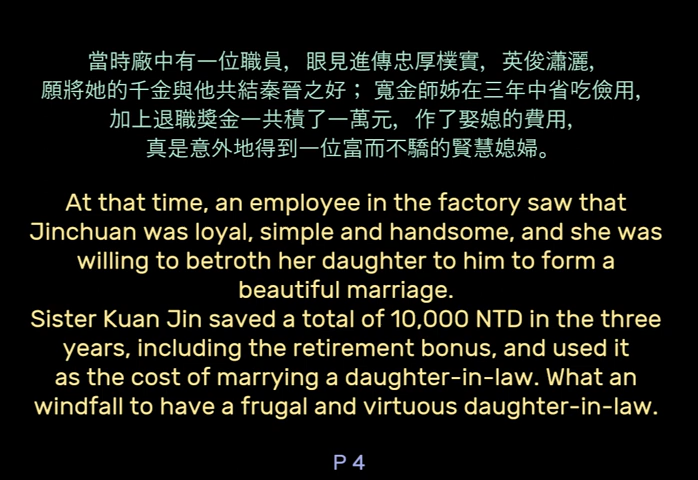 當時廠中有一位職員，眼見進傳忠厚樸實，英俊瀟灑，
願將她的千金與他共結秦晉之好；寬金師姊在三年中省吃儉用，
加上退職獎金一共積了一萬元，作了娶媳的費用，
真是意外地得到一位富而不驕的賢慧媳婦。
At that time, an employee in the factory saw that
Jinchuan was loyal, simple and handsome, and she was
willing to betroth her daughter to him to form a
beautiful marriage.
Sister Kuan Jin saved a total of 10,000 NTD in the three
years, including the retirement bonus, and used it
as the cost of marrying a daughter-in-law. What an
windfall to have a frugal and virtuous daughter-in-law.
P 4